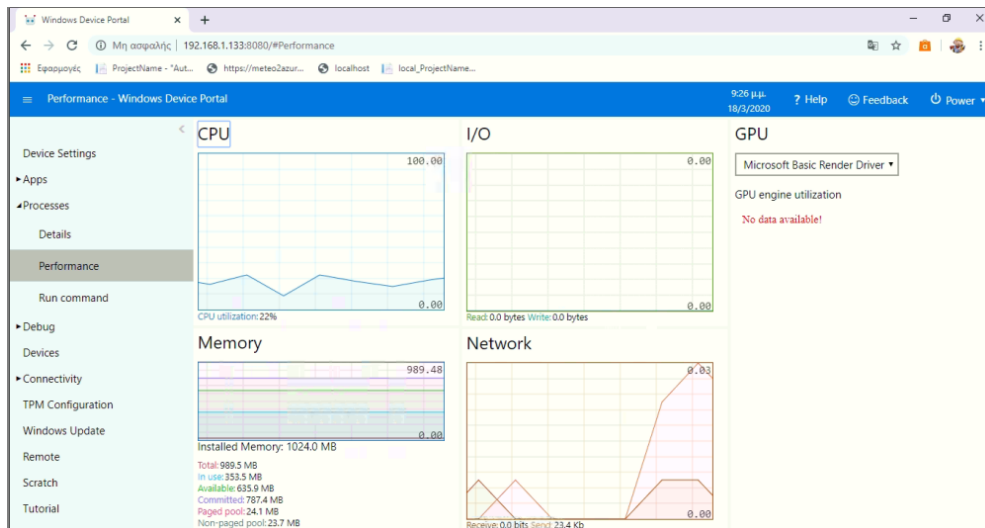 Windows Device Portal
Μη ασφαλής | 192.168.1.133:8080/#Performance
Εφαρμογές ProjectName - "Aut... https://meteo2azur... localhost local_ProjectName...
Performance - Windows Device Portal
9:26 μ.μ.
18/3/2020
? Help
Feedback
Power
Device Settings
Apps
Processes
Details
Performance
Run command
Debug
Devices
Connectivity
TPM Configuration
Windows Update
Remote
Scratch
Tutorial
CPU
100.00
0.00
CPU utilization: 22%
I/O
0.00
0.00
Read: 0.0 bytes Write: 0.0 bytes
GPU
Microsoft Basic Render Driver
GPU engine utilization
No data available!
Memory
989.48
0.00
Installed Memory: 1024.0 MB
Total: 989.5 MB
In use: 353.5 MB
Available: 635.9 MB
Committed: 787.4 MB
Paged pool: 24.1 MB
Non-paged pool: 23.7 MB
Network
0.03
0.00
Receive: 0.0 bits Send: 23.4 Kb